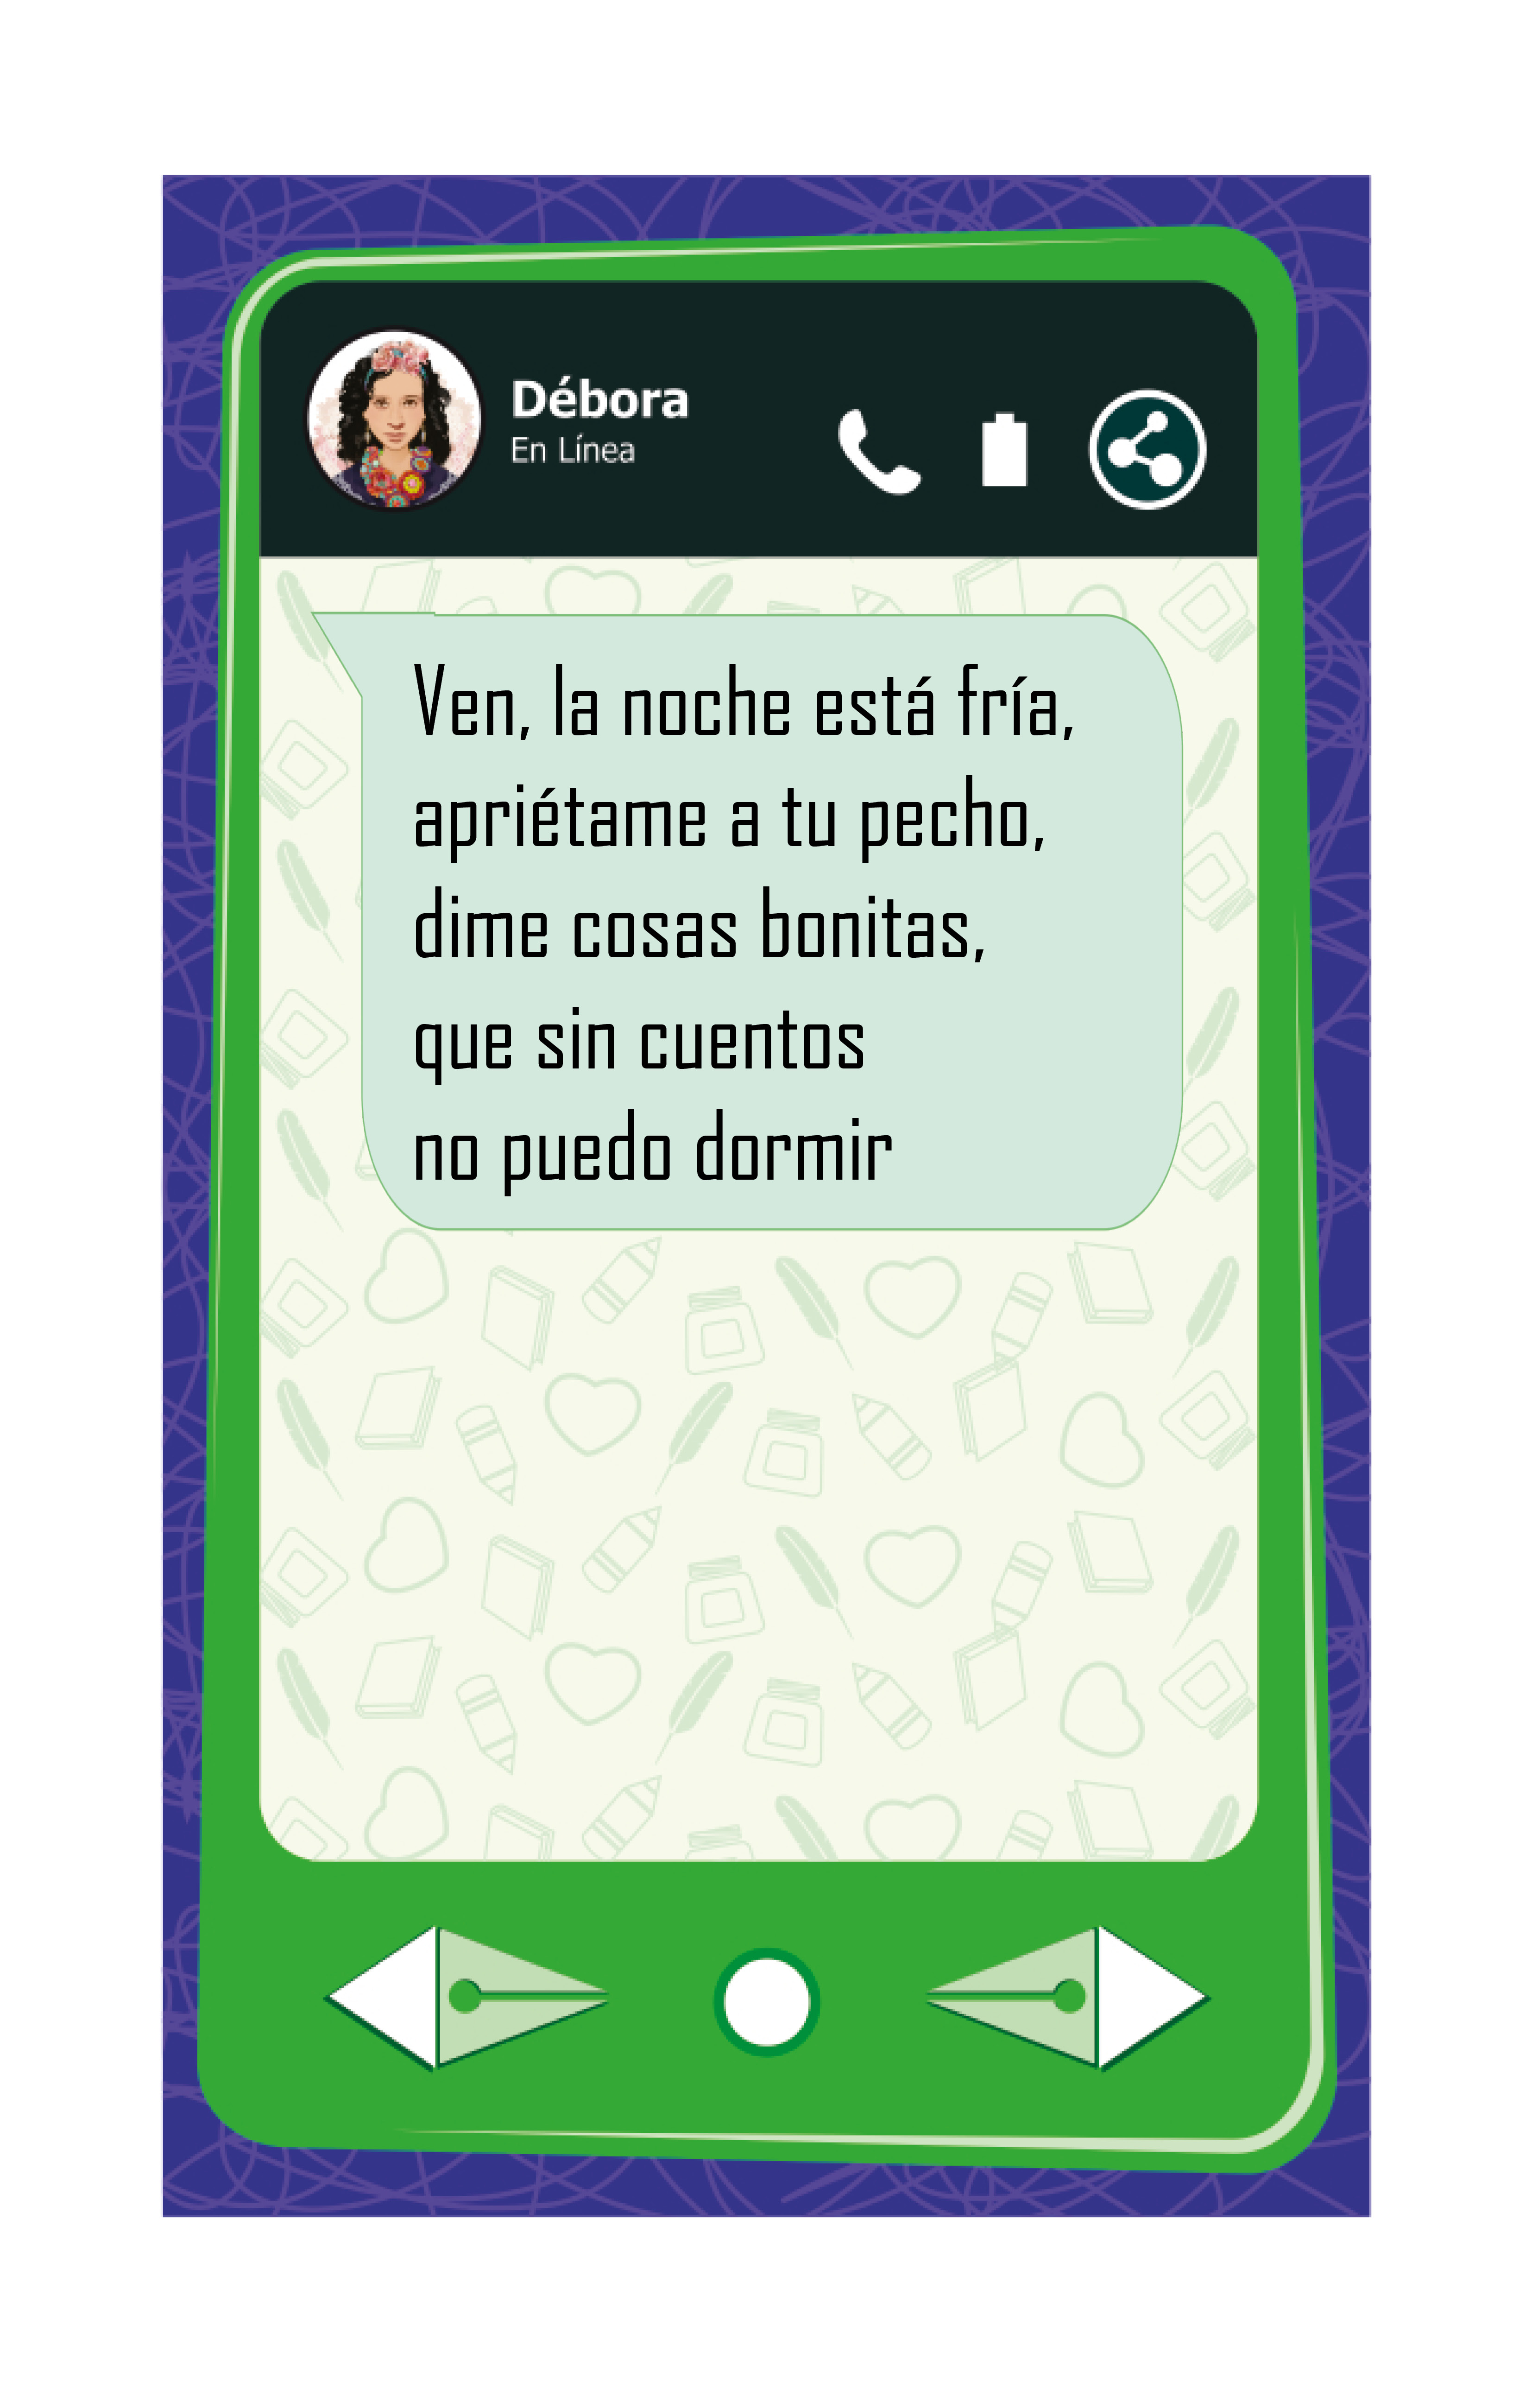 Débora
En Línea
Ven, la noche está fría,
apriétame a tu pecho,
dime cosas bonitas,
que sin cuentos
no puedo dormir